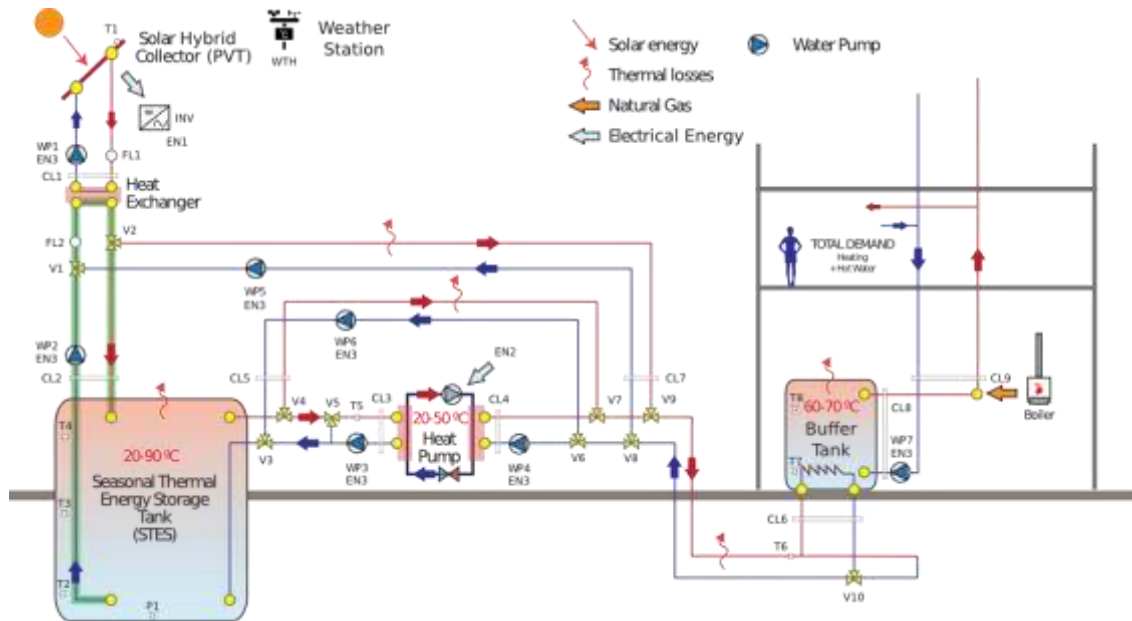 T1
Solar Hybrid
Collector (PVT)
WTH
Weather
Station
Solar energy
Thermal losses
Natural Gas
Electrical Energy
Water Pump
INV
EN1
WP1
EN3
FL1
CL1
Heat
Exchanger
FL2
V2
V1
WP5
EN3
WP6
EN3
EN2
WP2
EN3
CL2
CL5
CL7
V4
V5
T5
CL3
20-50 ºC
Heat
Pump
CL4
V7
V9
V3
WP3
EN3
WP4
EN3
V6
V8
T4
20-90 ºC
Seasonal Thermal
Energy Storage
Tank
(STES)
T3
T2
P1
TOTAL DEMAND
Heating
+Hot Water
CL9
Boiler
T8
60-70 ºC
Buffer
Tank
CL8
WP7
EN3
T7
CL6
T6
V10